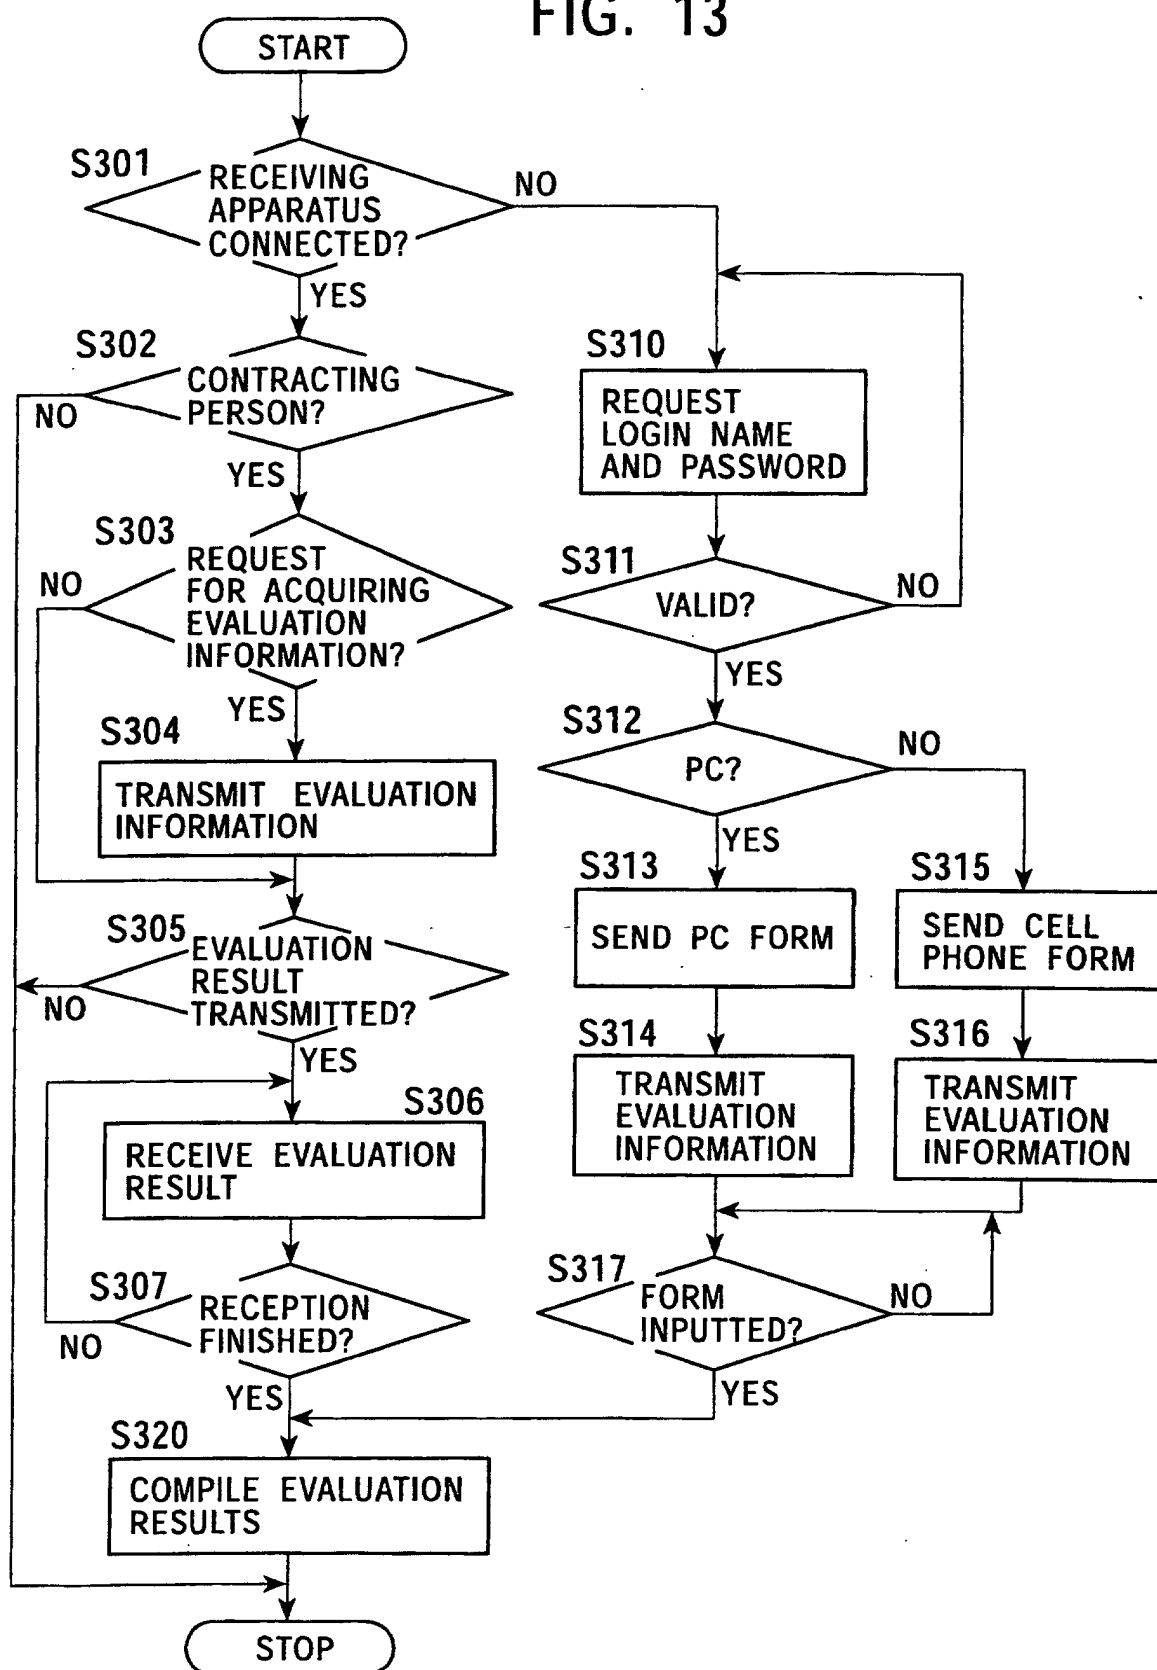 FIG. 13
START
S301
RECEIVING
APPARATUS
CONNECTED?
NO
YES
S302
CONTRACTING
PERSON?
NO
YES
S303
REQUEST
FOR ACQUIRING
EVALUATION
INFORMATION?
NO
YES
S304
TRANSMIT EVALUATION
INFORMATION
S305
EVALUATION
RESULT
TRANSMITTED?
NO
YES
S306
RECEIVE EVALUATION
RESULT
S307
RECEPTION
FINISHED?
NO
YES
S310
REQUEST
LOGIN NAME
AND PASSWORD
S311
VALID?
NO
YES
S312
PC?
NO
YES
S313
SEND PC FORM
S314
TRANSMIT
EVALUATION
INFORMATION
S315
SEND CELL
PHONE FORM
S316
TRANSMIT
EVALUATION
INFORMATION
S317
FORM
INPUTTED?
NO
YES
S320
COMPILE EVALUATION
RESULTS
STOP